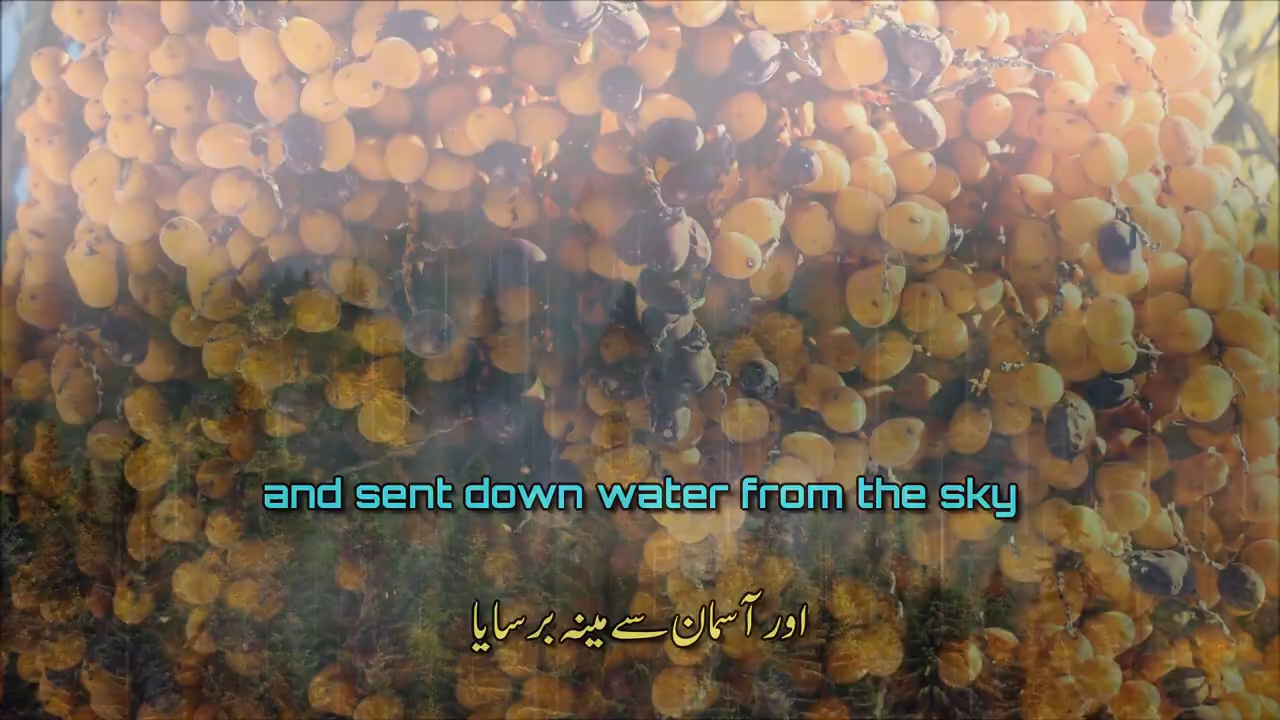 and sent down water from the sky
اور آسمان سے مینہ برسایا